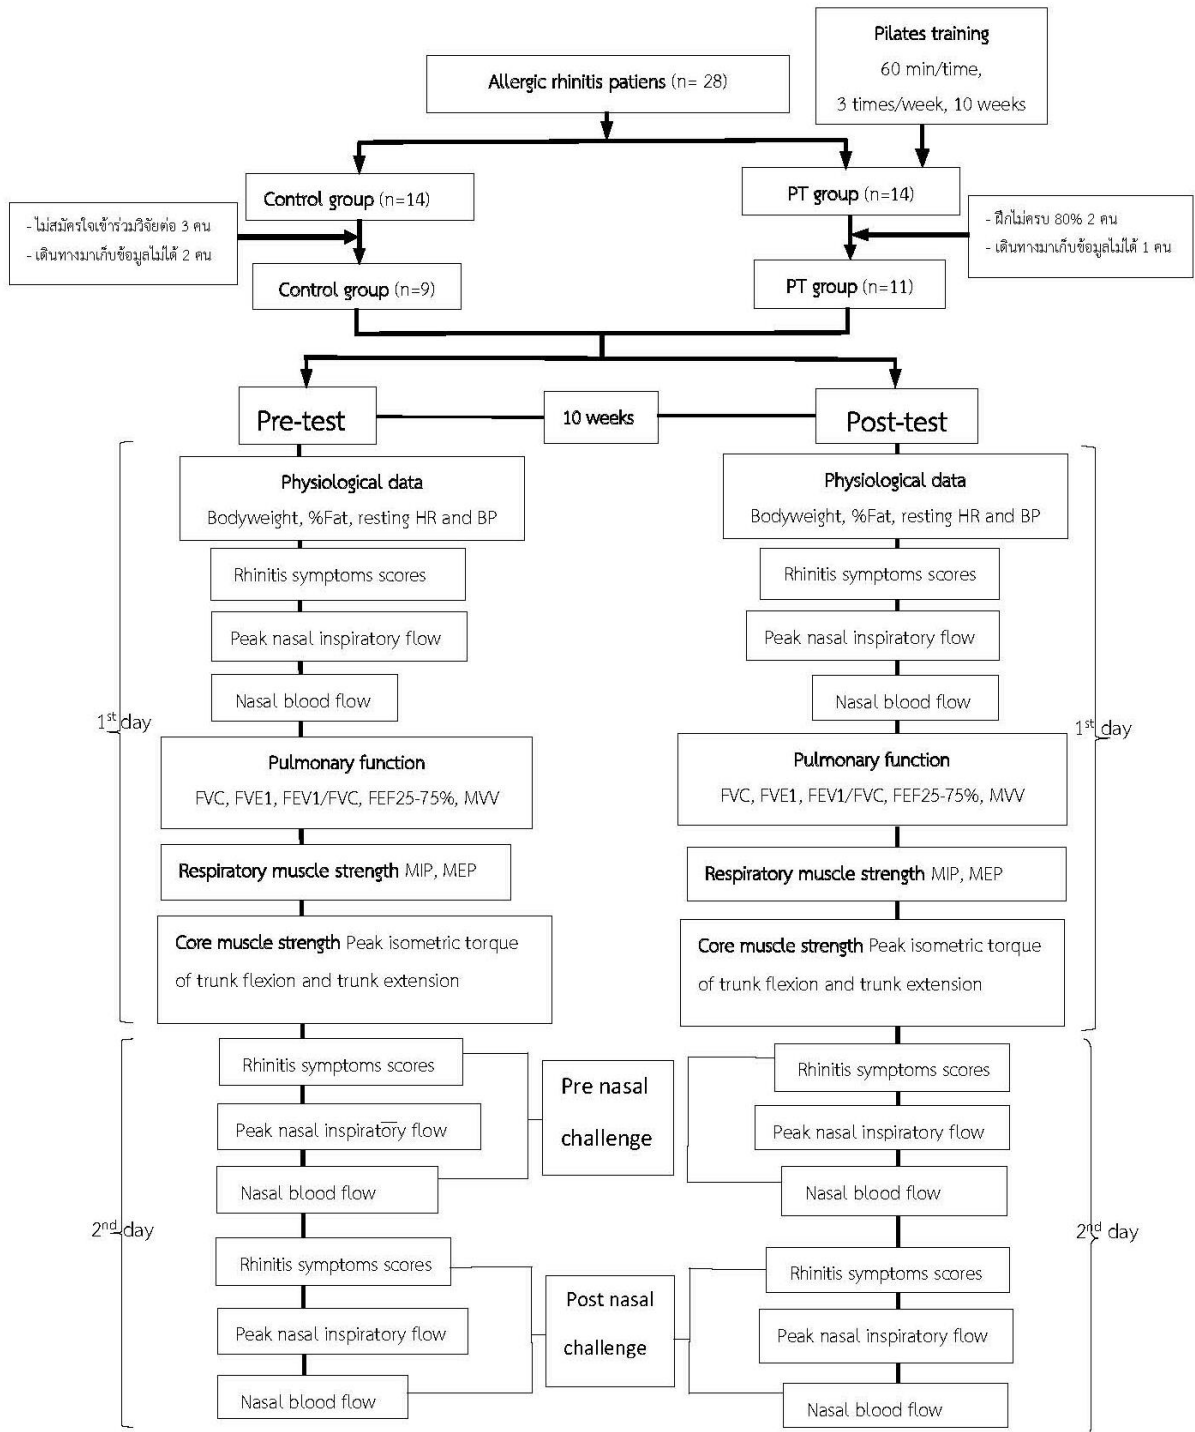 Pilates training
60 min/time,
3 times/week, 10 weeks
Allergic rhinitis patiens (n= 28)
Control group (n=14)
PT group (n=14)
- ไม่สมัครใจเข้าร่วมวิจัยต่อ 3 คน
- เดินทางมาเก็บข้อมูลไม่ได้ 2 คน
- ฝึกไม่ครบ 80% 2 คน
- เดินทางมาเก็บข้อมูลไม่ได้ 1 คน
Control group (n=9)
PT group (n=11)
Pre-test
10 weeks
Post-test
1st day
Physiological data
Bodyweight, %Fat, resting HR and BP
Rhinitis symptoms scores
Peak nasal inspiratory flow
Nasal blood flow
Pulmonary function
FVC, FVE1, FEV1/FVC, FEF25-75%, MVV
Respiratory muscle strength MIP, MEP
Core muscle strength Peak isometric torque
of trunk flexion and trunk extension
Physiological data
Bodyweight, %Fat, resting HR and BP
Rhinitis symptoms scores
Peak nasal inspiratory flow
Nasal blood flow
Pulmonary function
FVC, FVE1, FEV1/FVC, FEF25-75%, MVV
Respiratory muscle strength MIP, MEP
Core muscle strength Peak isometric torque
of trunk flexion and trunk extension
1st day
2nd day
Rhinitis symptoms scores
Peak nasal inspiratory flow
Nasal blood flow
Pre nasal
challenge
Rhinitis symptoms scores
Peak nasal inspiratory flow
Nasal blood flow
2nd day
Rhinitis symptoms scores
Peak nasal inspiratory flow
Nasal blood flow
Post nasal
challenge
Rhinitis symptoms scores
Peak nasal inspiratory flow
Nasal blood flow